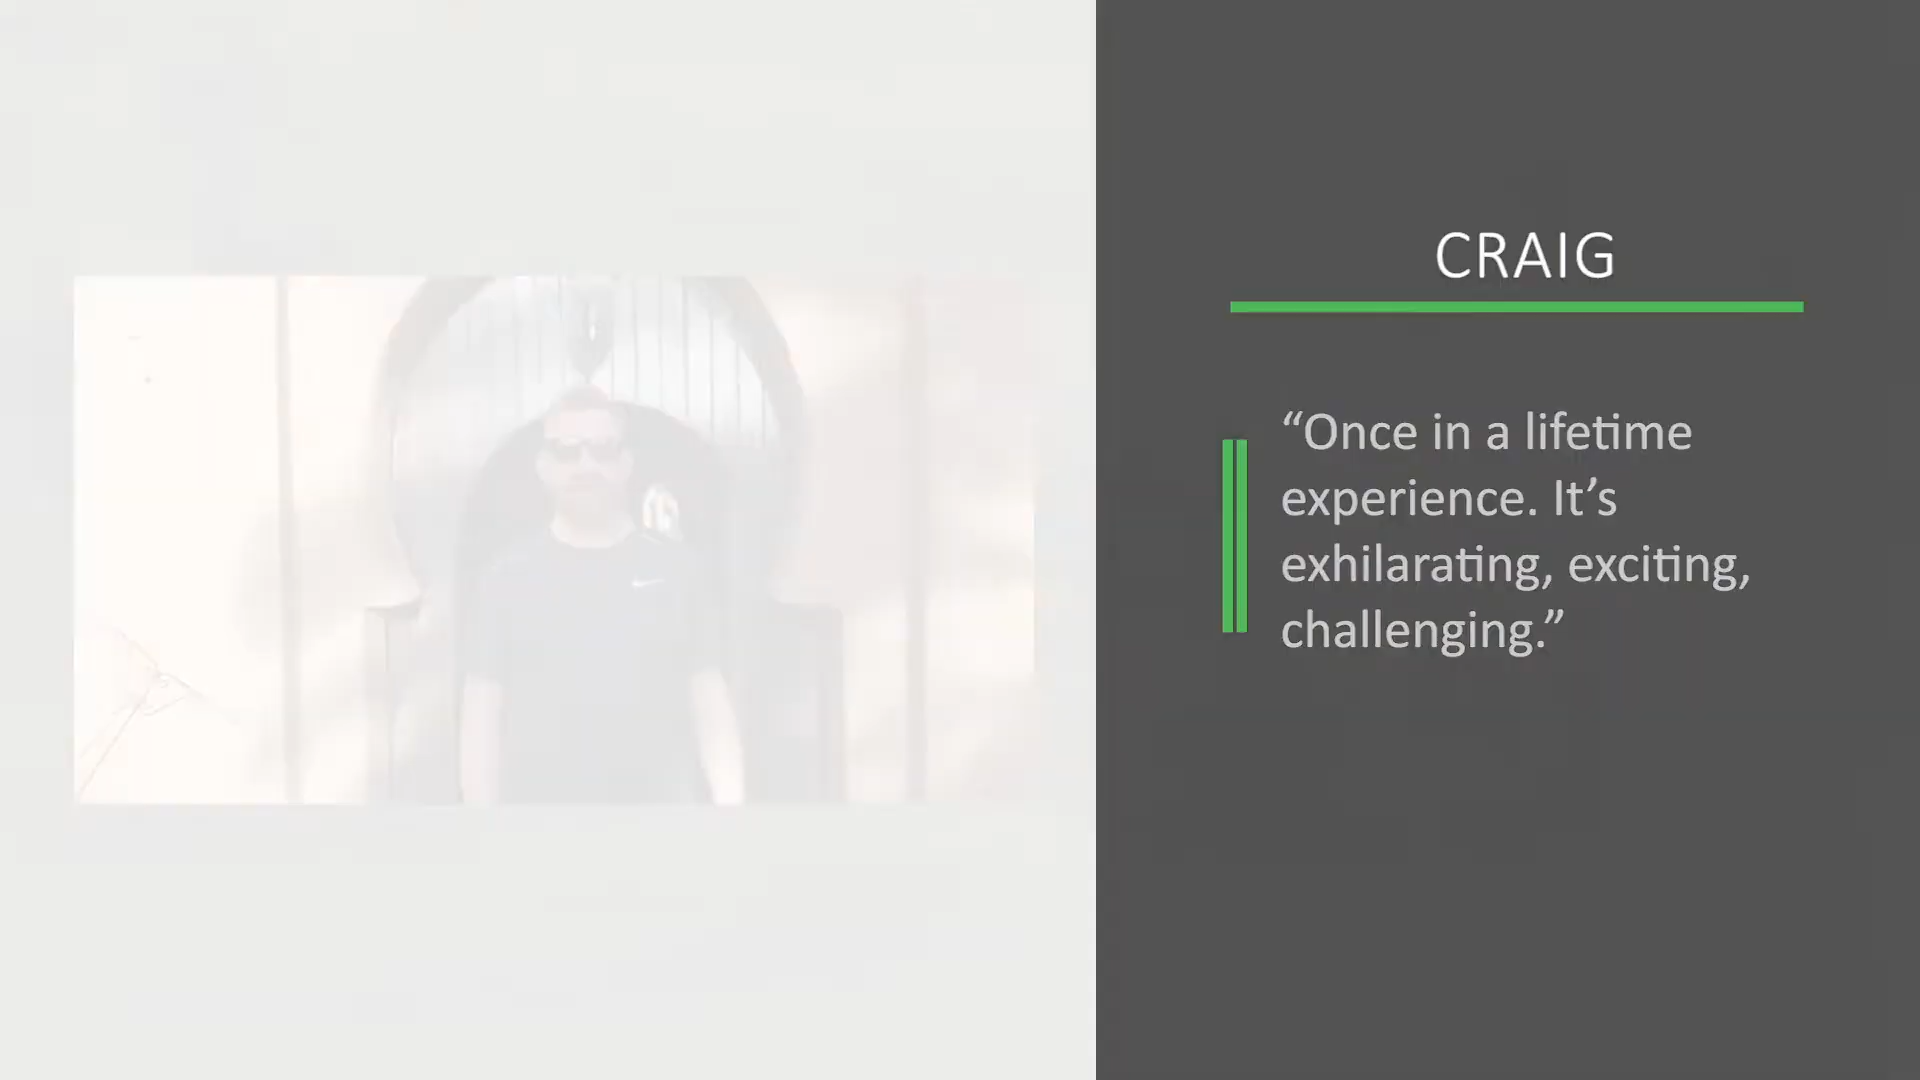 CRAIG
“Once in a lifetime
experience. It’s
exhilarating, exciting,
challenging.”